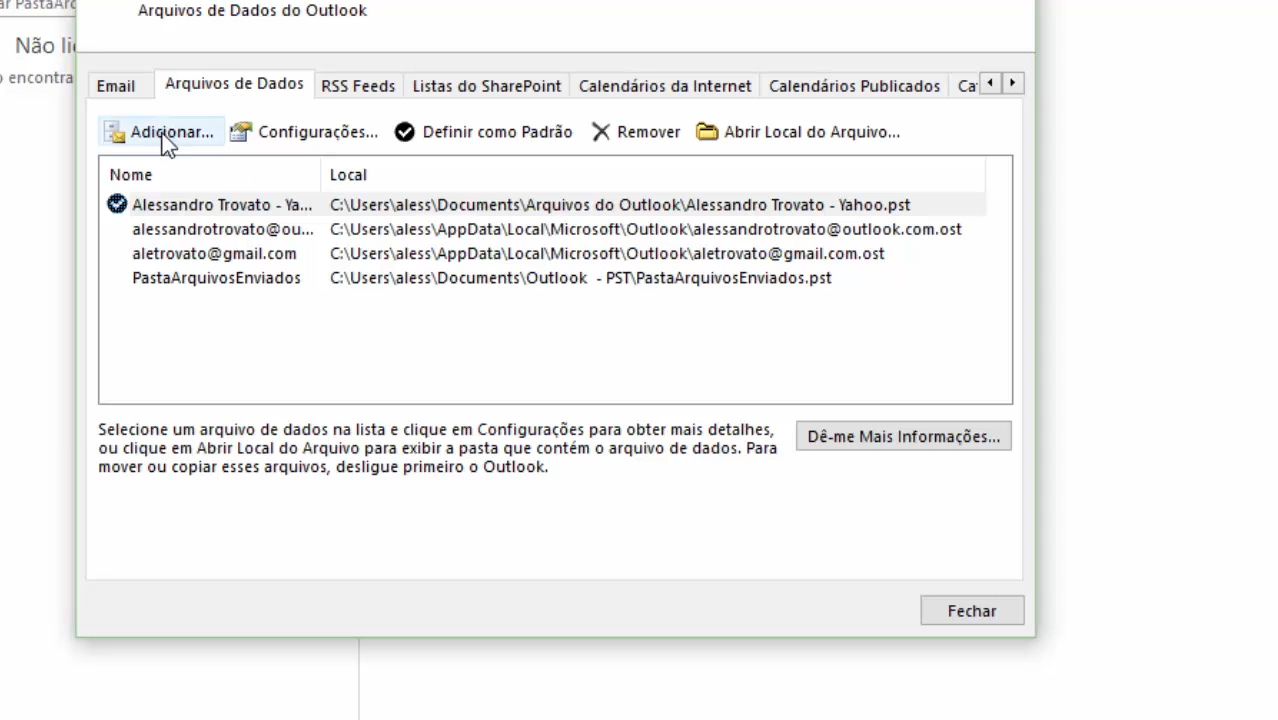 ar PastaArq
Arquivos de Dados do Outlook
Não li
o encontra
Email Arquivos de Dados RSS Feeds Listas do SharePoint Calendários da Internet Calendários Publicados
Adicionar... Configurações... Definir como Padrão Remover Abrir Local do Arquivo...
Nome Local
Alessandro Trovato - Ya... C:\Users\aless\Documents\Arquivos do Outlook\Alessandro Trovato - Yahoo.pst
alessandrotrovato@ou... C:\Users\aless\AppData\Local\Microsoft\Outlook\alessandrotrovato@outlook.com.ost
aletrovato@gmail.com C:\Users\aless\AppData\Local\Microsoft\Outlook\aletrovato@gmail.com.ost
PastaArquivosEnviados C:\Users\aless\Documents\Outlook - PST\PastaArquivosEnviados.pst
Selecione um arquivo de dados na lista e clique em Configurações para obter mais detalhes,
ou clique em Abrir Local do Arquivo para exibir a pasta que contém o arquivo de dados. Para
mover ou copiar esses arquivos, desligue primeiro o Outlook.
Dê-me Mais Informações...
Fechar